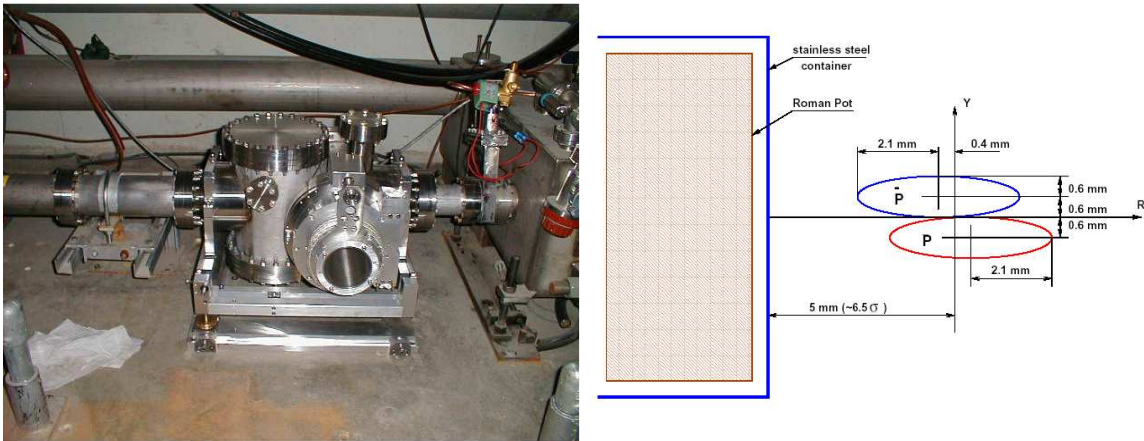 stainless steel
container
Roman Pot
Y
2.1 mm
0.4 mm
P̄
0.6 mm
R
0.6 mm
P
0.6 mm
2.1 mm
5 mm (~6.5 σ )